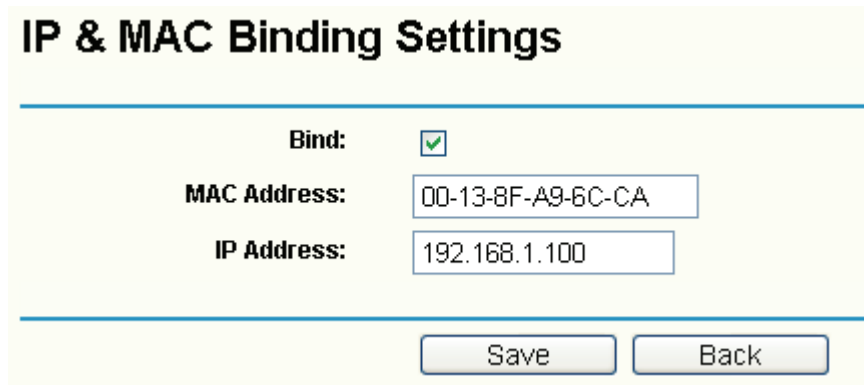 IP & MAC Binding Settings
Bind:
MAC Address: 00-13-8F-A9-6C-CA
IP Address: 192.168.1.100
Save Back